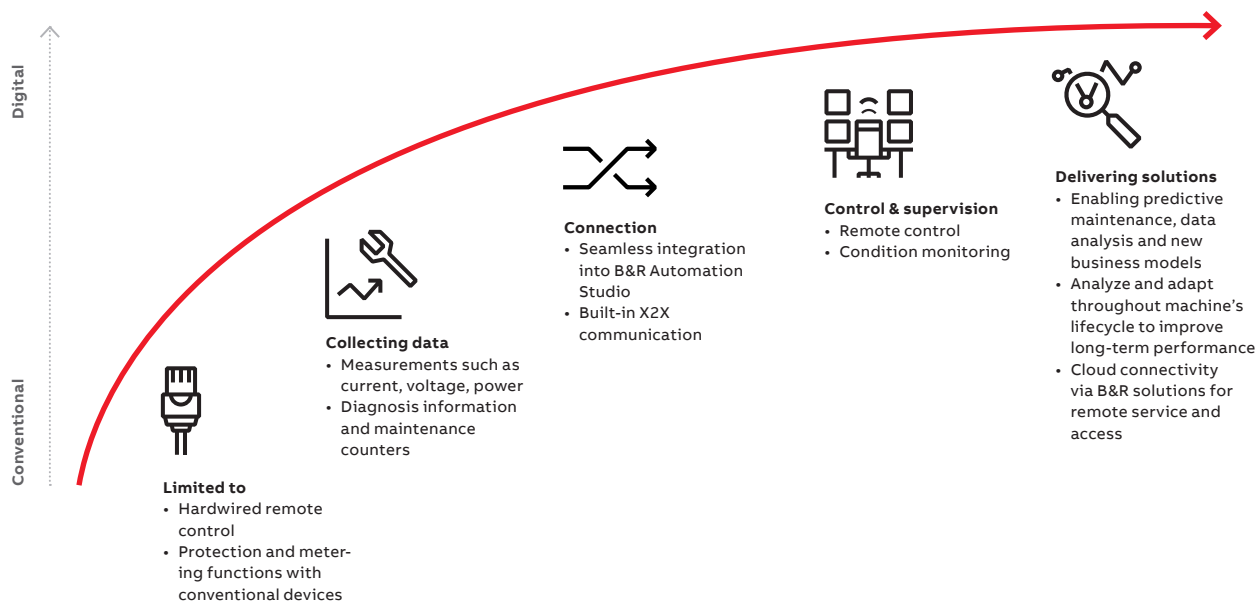 Digital
Conventional
Limited to
• Hardwired remote
control
• Protection and meter-
ing functions with
conventional devices
Collecting data
• Measurements such as
current, voltage, power
• Diagnosis information
and maintenance
counters
Connection
• Seamless integration
into B&R Automation
Studio
• Built-in X2X
communication
Control & supervision
• Remote control
• Condition monitoring
Delivering solutions
• Enabling predictive
maintenance, data
analysis and new
business models
• Analyze and adapt
throughout machine’s
lifecycle to improve
long-term performance
• Cloud connectivity
via B&R solutions for
remote service and
access